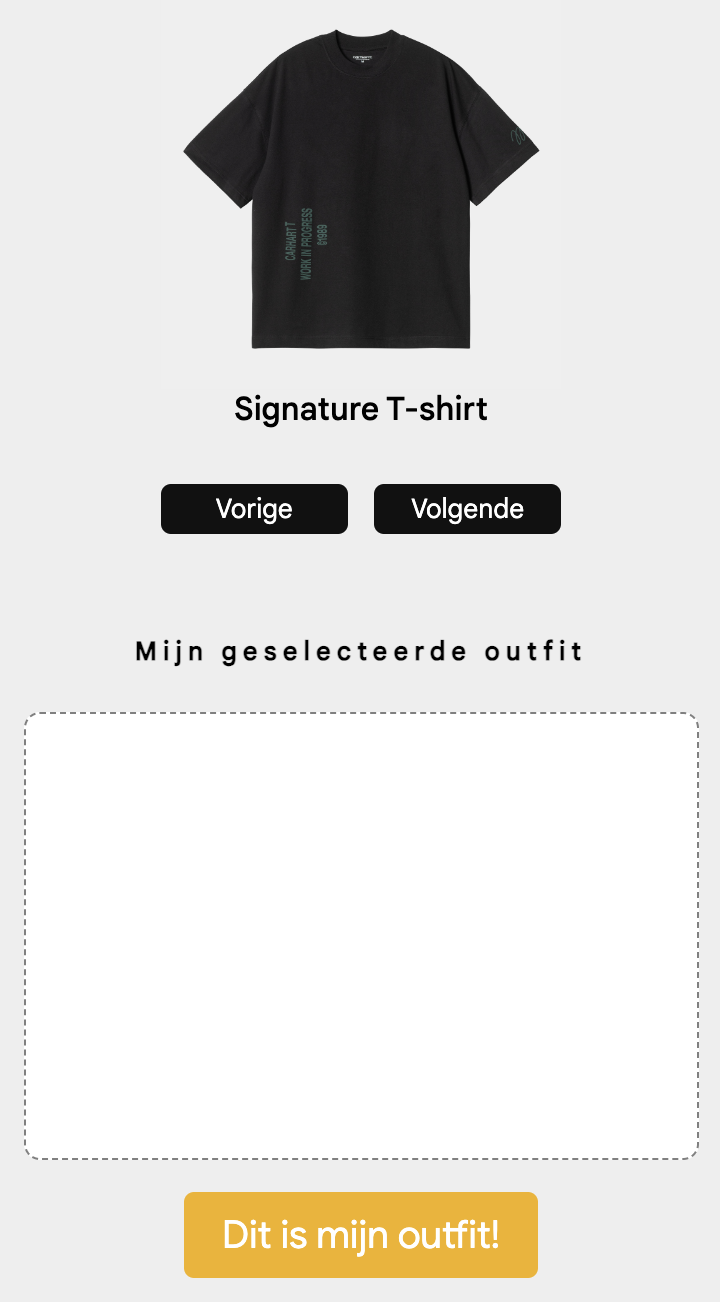 CARHARTT
WORK IN PROGRESS
©1989
Signature T-shirt
Vorige
Volgende
Mijn geselecteerde outfit
Dit is mijn outfit!